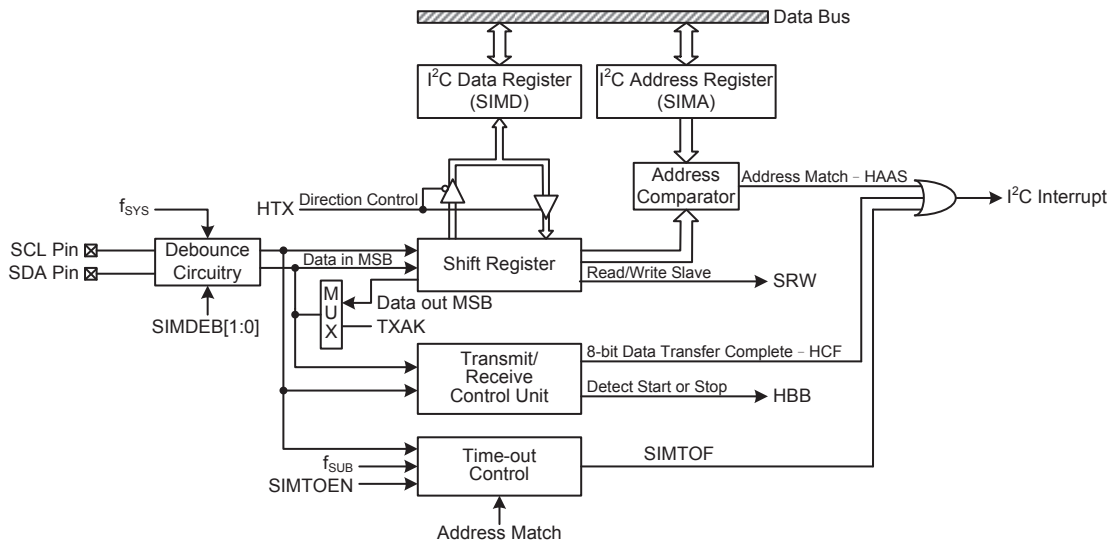 Data Bus
I²C Data Register
(SIMD)
I²C Address Register
(SIMA)
Address
Comparator
Address Match - HAAS
I²C Interrupt
HTX
Direction Control
fSYS
SCL Pin
SDA Pin
Debounce
Circuitry
Data in MSB
Shift Register
Read/Write Slave
SRW
SIMDEB[1:0]
MUX
Data out MSB
TXAK
Transmit/
Receive
Control Unit
8-bit Data Transfer Complete - HCF
Detect Start or Stop
HBB
fSUB
SIMTOEN
Time-out
Control
SIMTOF
Address Match